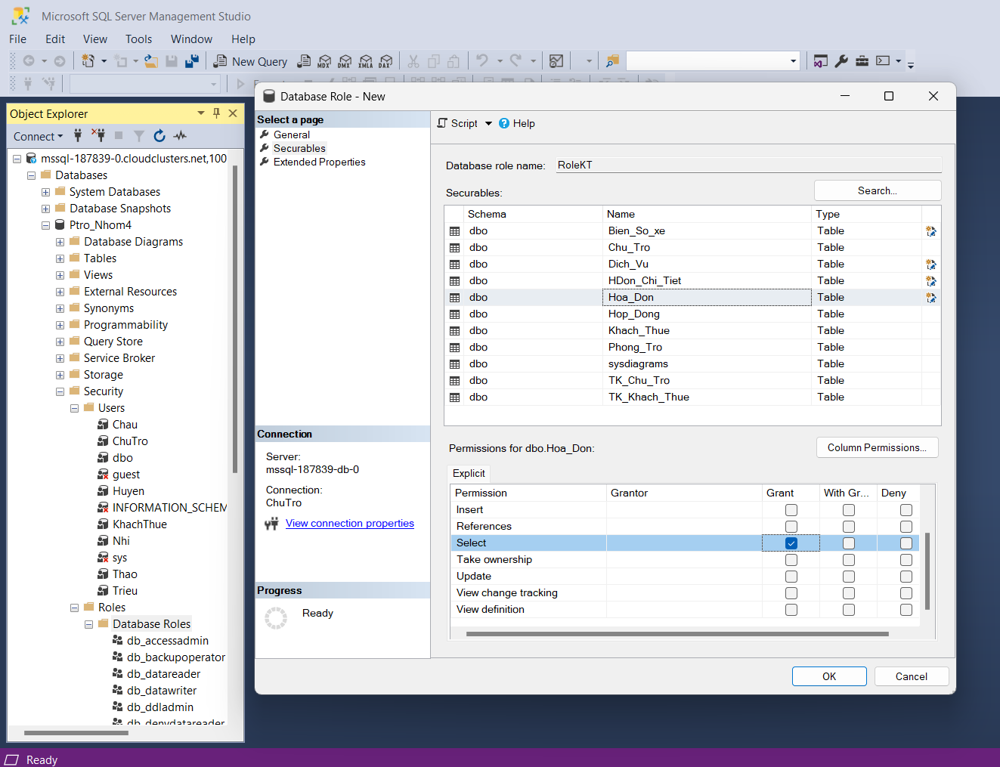 Microsoft SQL Server Management Studio
File Edit View Tools Window Help
New Query MDX DMX XMLA DAX
Object Explorer
Connect
mssql-187839-0.cloudclusters.net,100
Databases
System Databases
Database Snapshots
Ptro_Nhom4
Database Diagrams
Tables
Views
External Resources
Synonyms
Programmability
Query Store
Service Broker
Storage
Security
Users
Chau
ChuTro
dbo
guest
Huyen
INFORMATION_SCHEM
KhachThue
Nhi
sys
Thao
Trieu
Roles
Database Roles
db_accessadmin
db_backupoperator
db_datareader
db_datawriter
db_ddladmin
db_denydatareader
Database Role - New
Select a page
General
Securables
Extended Properties
Connection
Server:
mssql-187839-db-0
Connection:
ChuTro
View connection properties
Progress
Ready
Script Help
Database role name: RoleKT
Securables: Search...
Schema Name Type
dbo Bien_So_xe Table
dbo Chu_Tro Table
dbo Dich_Vu Table
dbo HDon_Chi_Tiet Table
dbo Hoa_Don Table
dbo Hop_Dong Table
dbo Khach_Thue Table
dbo Phong_Tro Table
dbo sysdiagrams Table
dbo TK_Chu_Tro Table
dbo TK_Khach_Thue Table
Permissions for dbo.Hoa_Don: Column Permissions...
Explicit
Permission Grantor Grant With Gr... Deny
Insert
References
Select
Take ownership
Update
View change tracking
View definition
OK Cancel
Ready